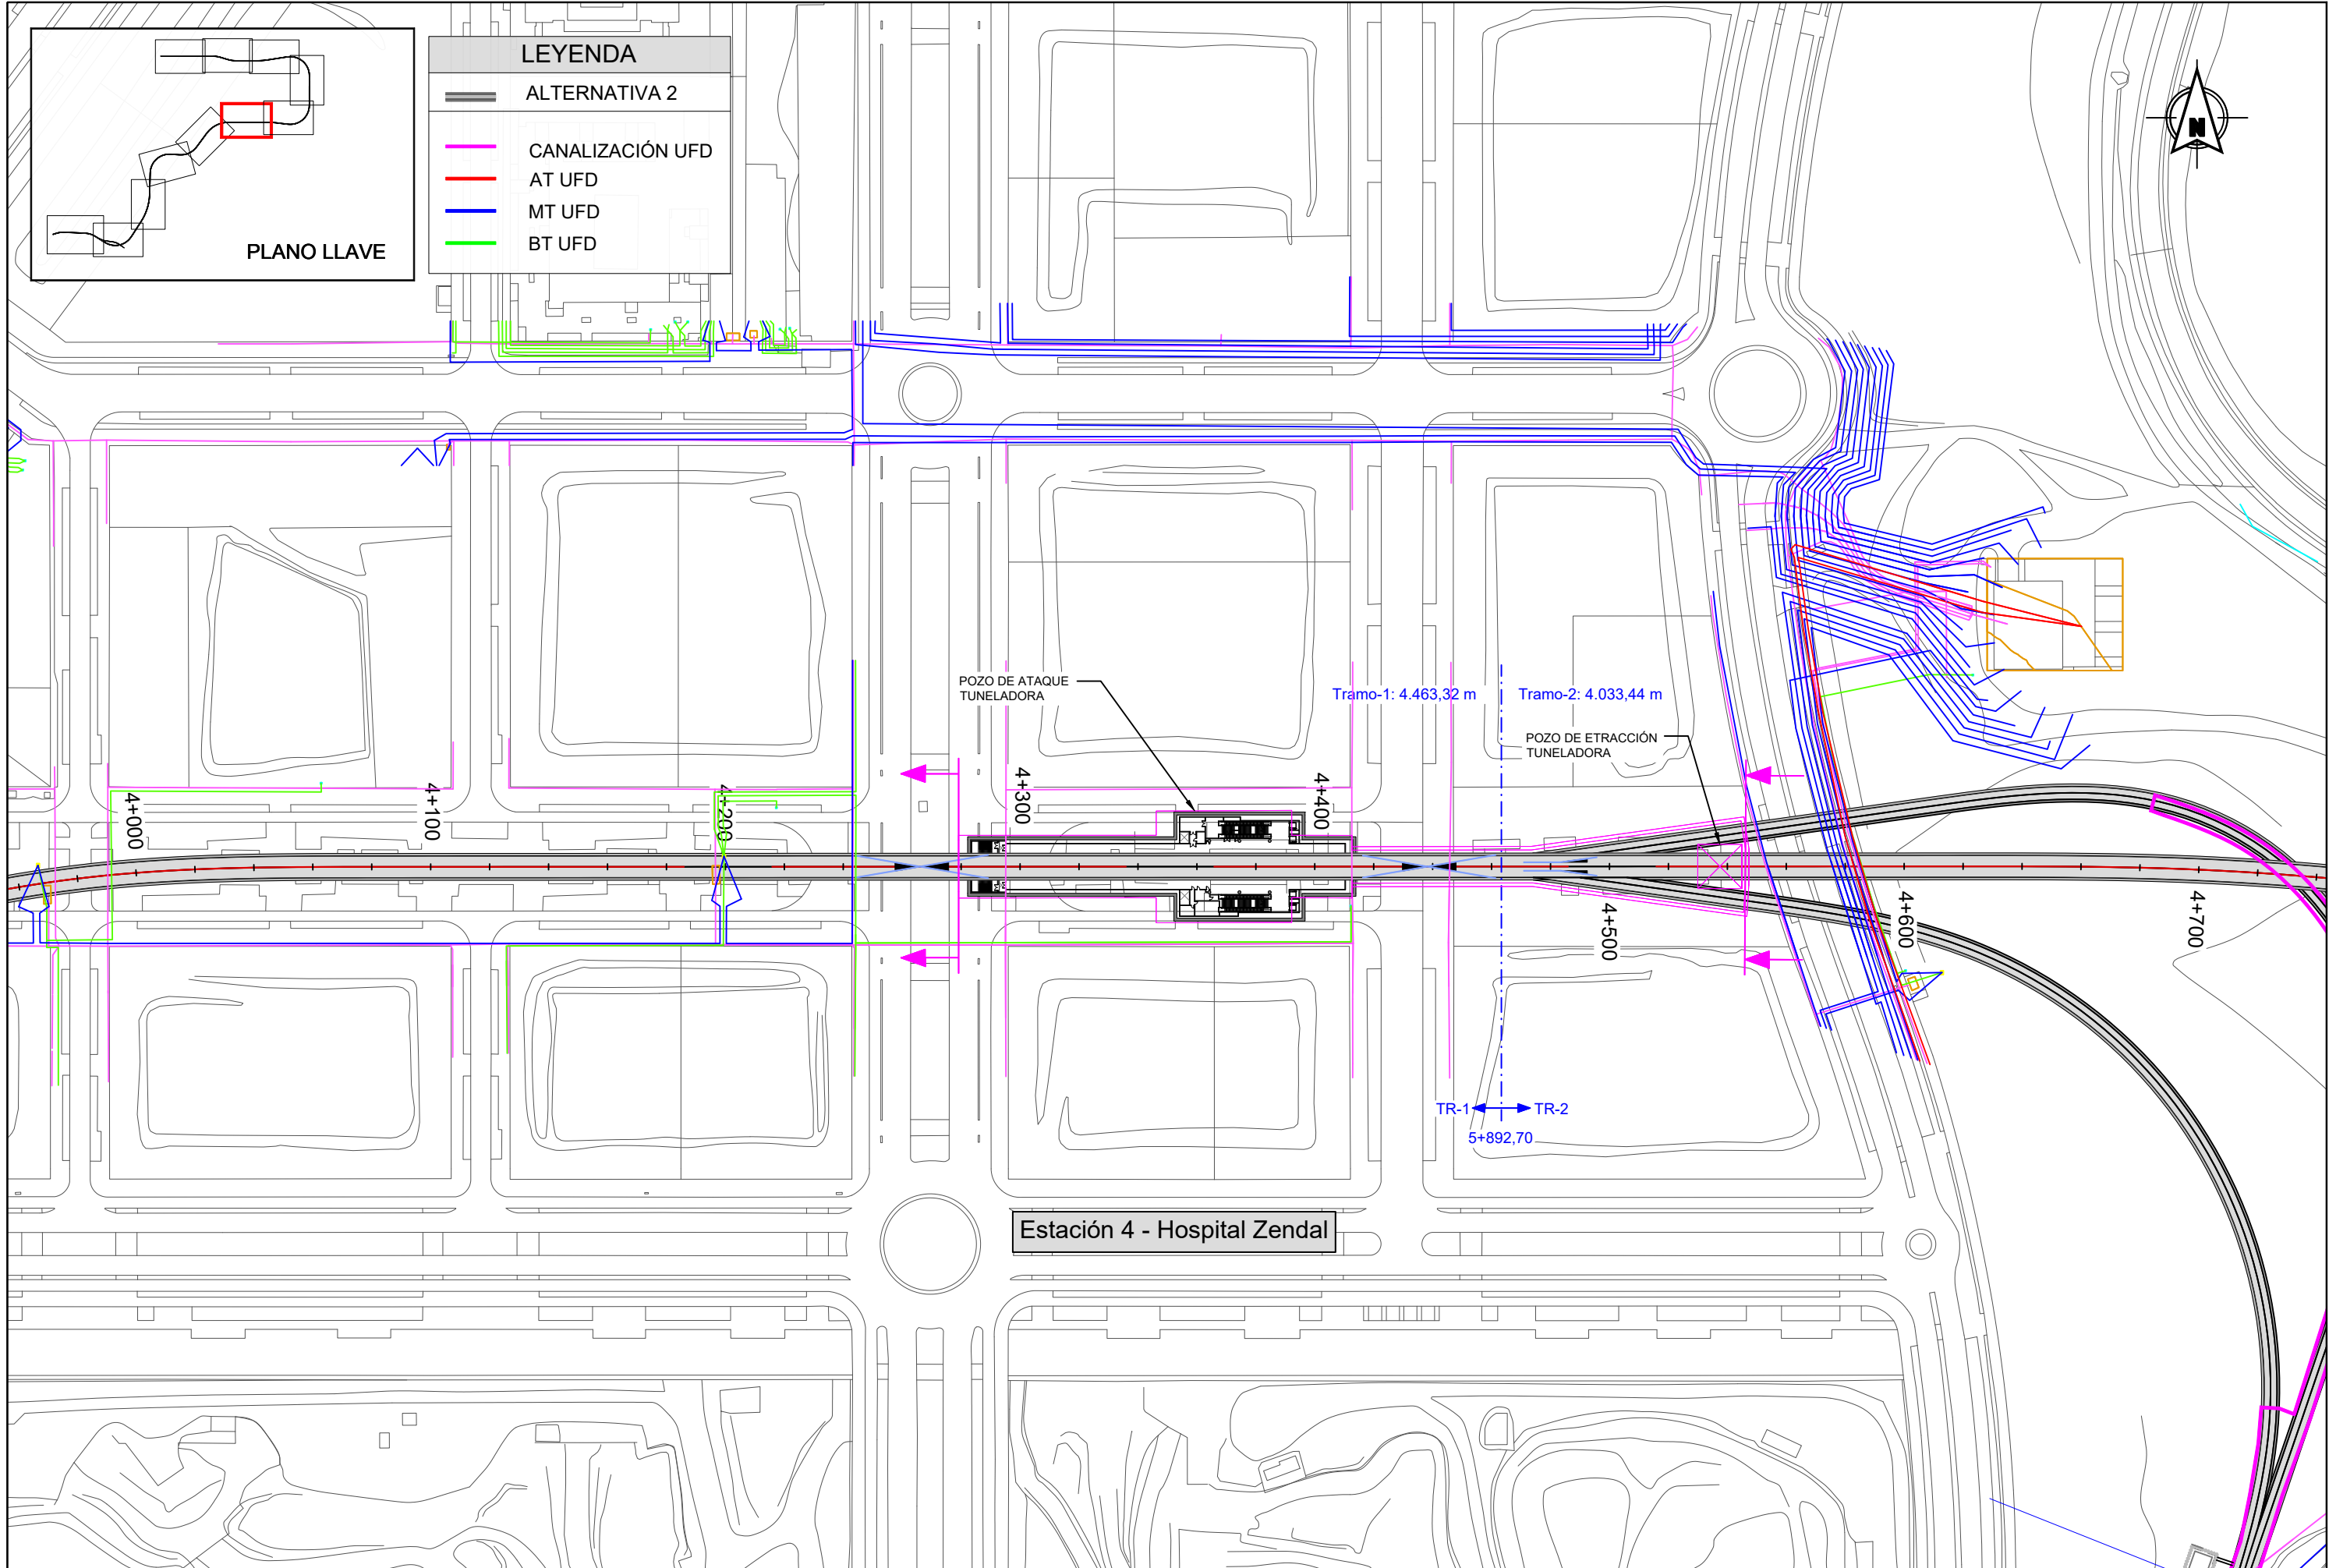 PLANO LLAVE
LEYENDA
ALTERNATIVA 2
CANALIZACIÓN UFD
AT UFD
MT UFD
BT UFD
N
POZO DE ATAQUE
TUNELADORA
Tramo-1: 4.463,32 m
Tramo-2: 4.033,44 m
POZO DE ETRACCIÓN
TUNELADORA
4+000
4+100
4+200
4+300
4+400
4+500
4+600
4+700
TR-1
TR-2
5+892,70
Estación 4 - Hospital Zendal